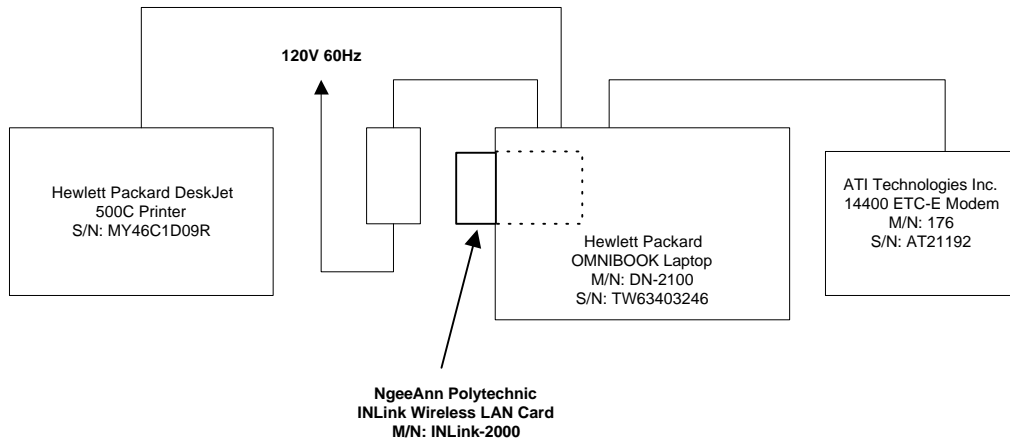 120V 60Hz
Hewlett Packard DeskJet
500C Printer
S/N: MY46C1D09R
Hewlett Packard
OMNIBOOK Laptop
M/N: DN-2100
S/N: TW63403246
ATI Technologies Inc.
14400 ETC-E Modem
M/N: 176
S/N: AT21192
NgeeAnn Polytechnic
INLink Wireless LAN Card
M/N: INLink-2000